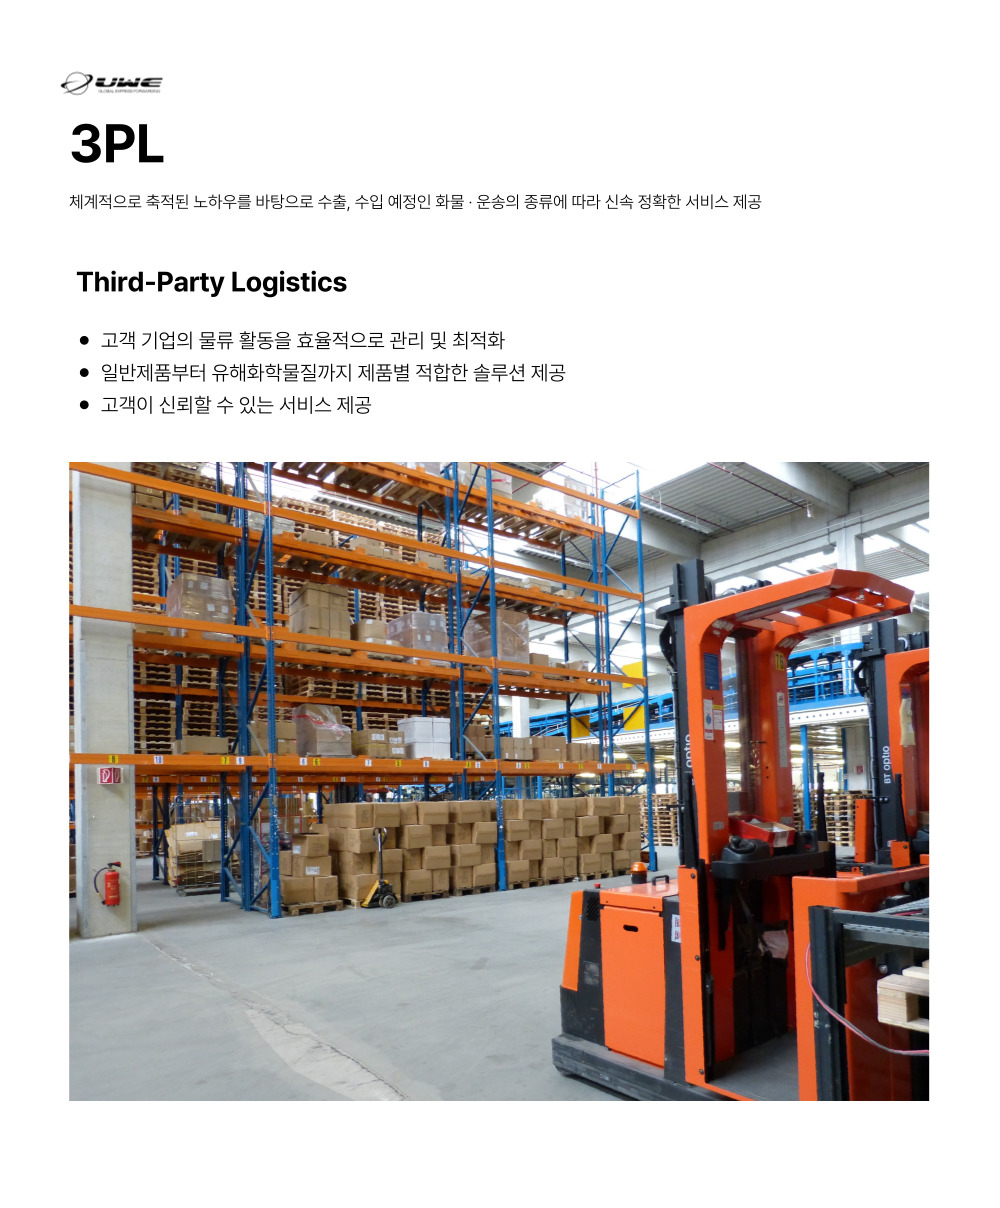 UWE
3PL
체계적으로 축적된 노하우를 바탕으로 수출, 수입 예정인 화물 · 운송의 종류에 따라 신속 정확한 서비스 제공
Third-Party Logistics
● 고객 기업의 물류 활동을 효율적으로 관리 및 최적화
● 일반제품부터 유해화학물질까지 제품별 적합한 솔루션 제공
● 고객이 신뢰할 수 있는 서비스 제공
optio
BT optio